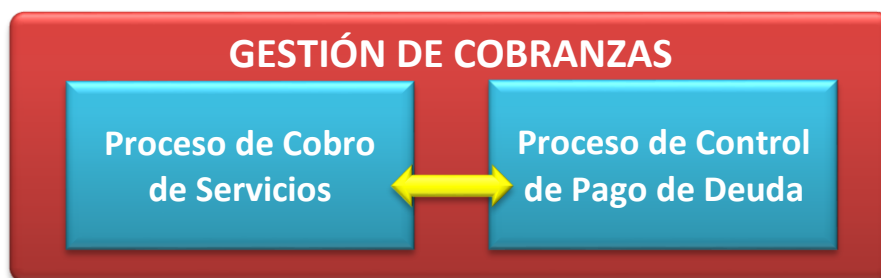 GESTIÓN DE COBRANZAS
Proceso de Cobro
de Servicios
Proceso de Control
de Pago de Deuda